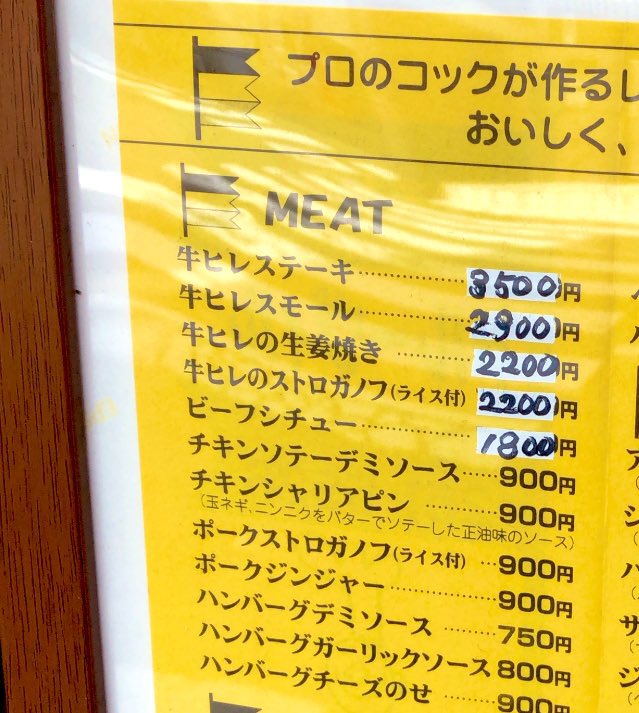 プロのコックが作る
おいしく、
MEAT
牛ヒレステーキ 3500円
牛ヒレスモール 2900円
牛ヒレの生姜焼き 2200円
牛ヒレのストロガノフ(ライス付) 2200円
ビーフシチュー 1800円
チキンソテーデミソース 900円
チキンシャリアピン 900円
(玉ネギ、ニンニクをバターでソテーした正油味のソース)
ポークストロガノフ(ライス付) 900円
ポークジンジャー 900円
ハンバーグデミソース 750円
ハンバーグガーリックソース 800円
ハンバーグチーズのせ 900円